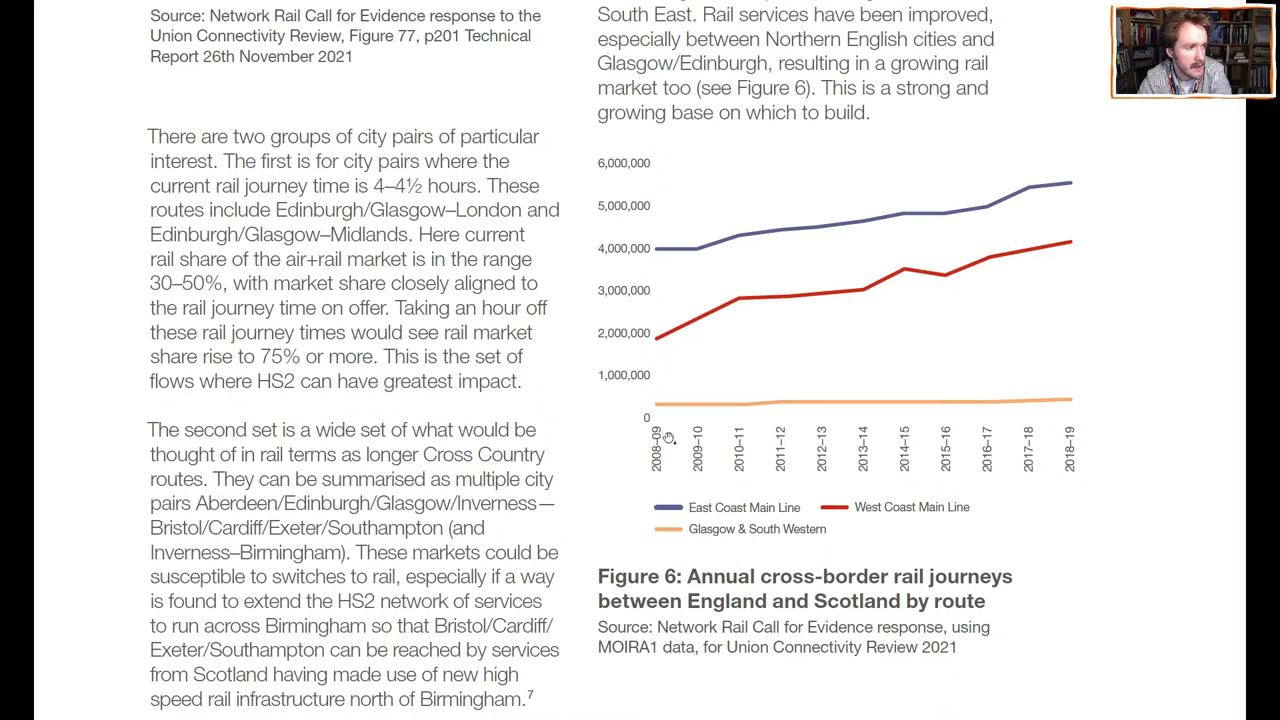 Source: Network Rail Call for Evidence response to the
Union Connectivity Review, Figure 77, p201 Technical
Report 26th November 2021
There are two groups of city pairs of particular
interest. The first is for city pairs where the
current rail journey time is 4–4½ hours. These
routes include Edinburgh/Glasgow–London and
Edinburgh/Glasgow–Midlands. Here current
rail share of the air+rail market is in the range
30–50%, with market share closely aligned to
the rail journey time on offer. Taking an hour off
these rail journey times would see rail market
share rise to 75% or more. This is the set of
flows where HS2 can have greatest impact.
The second set is a wide set of what would be
thought of in rail terms as longer Cross Country
routes. They can be summarised as multiple city
pairs Aberdeen/Edinburgh/Glasgow/Inverness—
Bristol/Cardiff/Exeter/Southampton (and
Inverness–Birmingham). These markets could be
susceptible to switches to rail, especially if a way
is found to extend the HS2 network of services
to run across Birmingham so that Bristol/Cardiff/
Exeter/Southampton can be reached by services
from Scotland having made use of new high
speed rail infrastructure north of Birmingham.⁷
South East. Rail services have been improved,
especially between Northern English cities and
Glasgow/Edinburgh, resulting in a growing rail
market too (see Figure 6). This is a strong and
growing base on which to build.
6,000,000
5,000,000
4,000,000
3,000,000
2,000,000
1,000,000
0
2008–09
2009–10
2010–11
2011–12
2012–13
2013–14
2014–15
2015–16
2016–17
2017–18
2018–19
East Coast Main Line
West Coast Main Line
Glasgow & South Western
Figure 6: Annual cross-border rail journeys
between England and Scotland by route
Source: Network Rail Call for Evidence response, using
MOIRA1 data, for Union Connectivity Review 2021